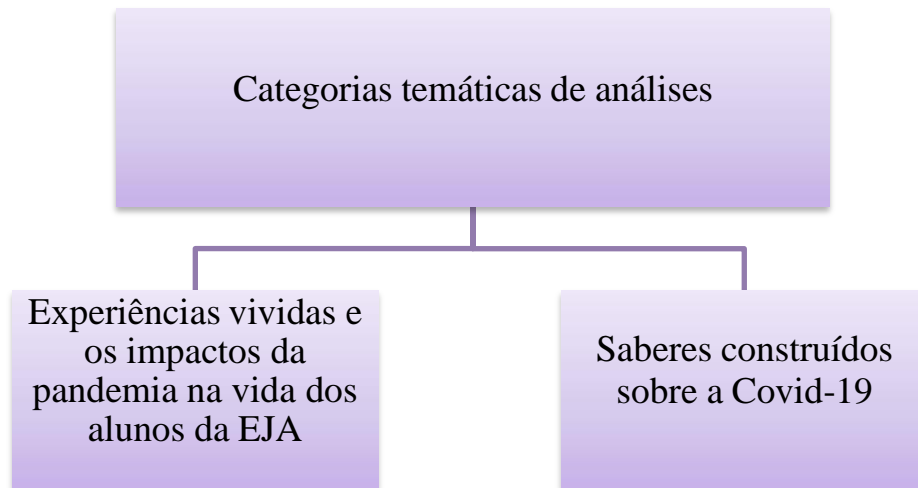 Categorias temáticas de análises
Experiências vividas e
os impactos da
pandemia na vida dos
alunos da EJA
Saberes construídos
sobre a Covid-19